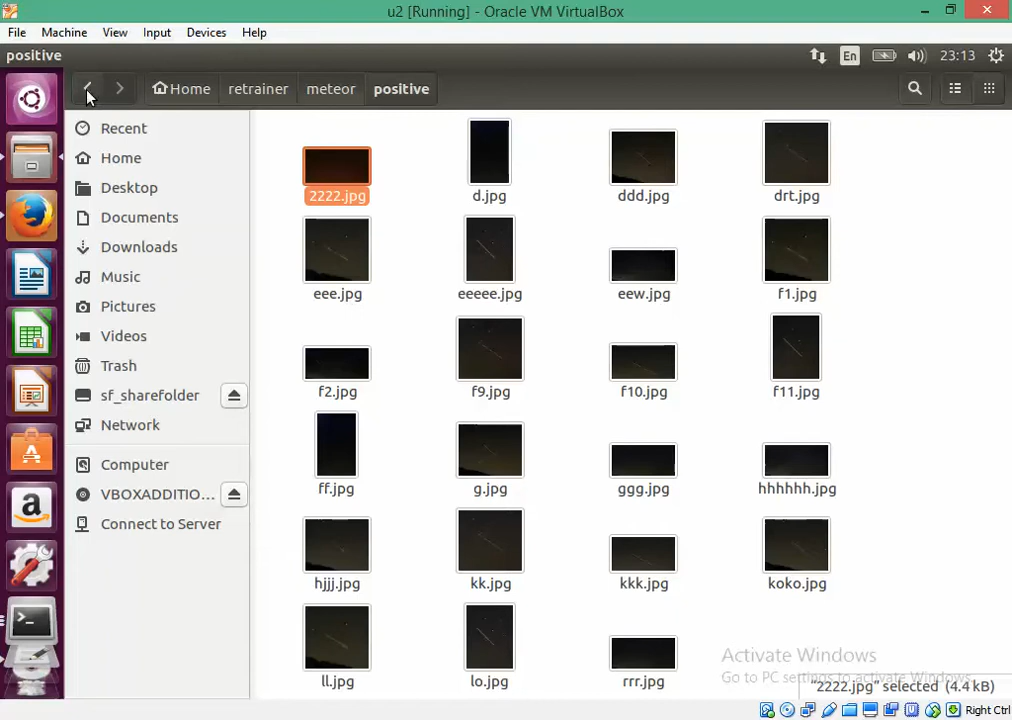 u2 [Running] - Oracle VM VirtualBox
File Machine View Input Devices Help
positive
En
23:13
Home retrainer meteor positive
Recent
Home
Desktop
Documents
Downloads
Music
Pictures
Videos
Trash
sf_sharefolder
Network
Computer
VBOXADDITIO...
Connect to Server
2222.jpg d.jpg ddd.jpg drt.jpg
eee.jpg eeeee.jpg eew.jpg f1.jpg
f2.jpg f9.jpg f10.jpg f11.jpg
ff.jpg g.jpg ggg.jpg hhhhhh.jpg
hjjj.jpg kk.jpg kkk.jpg koko.jpg
ll.jpg lo.jpg rrr.jpg
Activate Windows
Go to PC settings to activate Windows.
"2222.jpg" selected (4.4 kB)
Right Ctrl